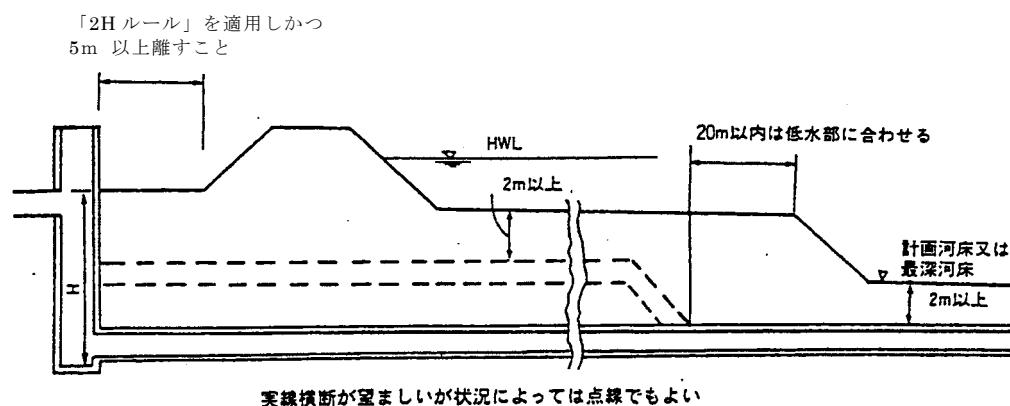 「2H ルール」を適用しかつ
5m 以上離すこと
HWL
20m以内は低水部に合わせる
2m以上
計画河床又は
最深河床
2m以上
H
実線横断が望ましいが状況によっては点線でもよい